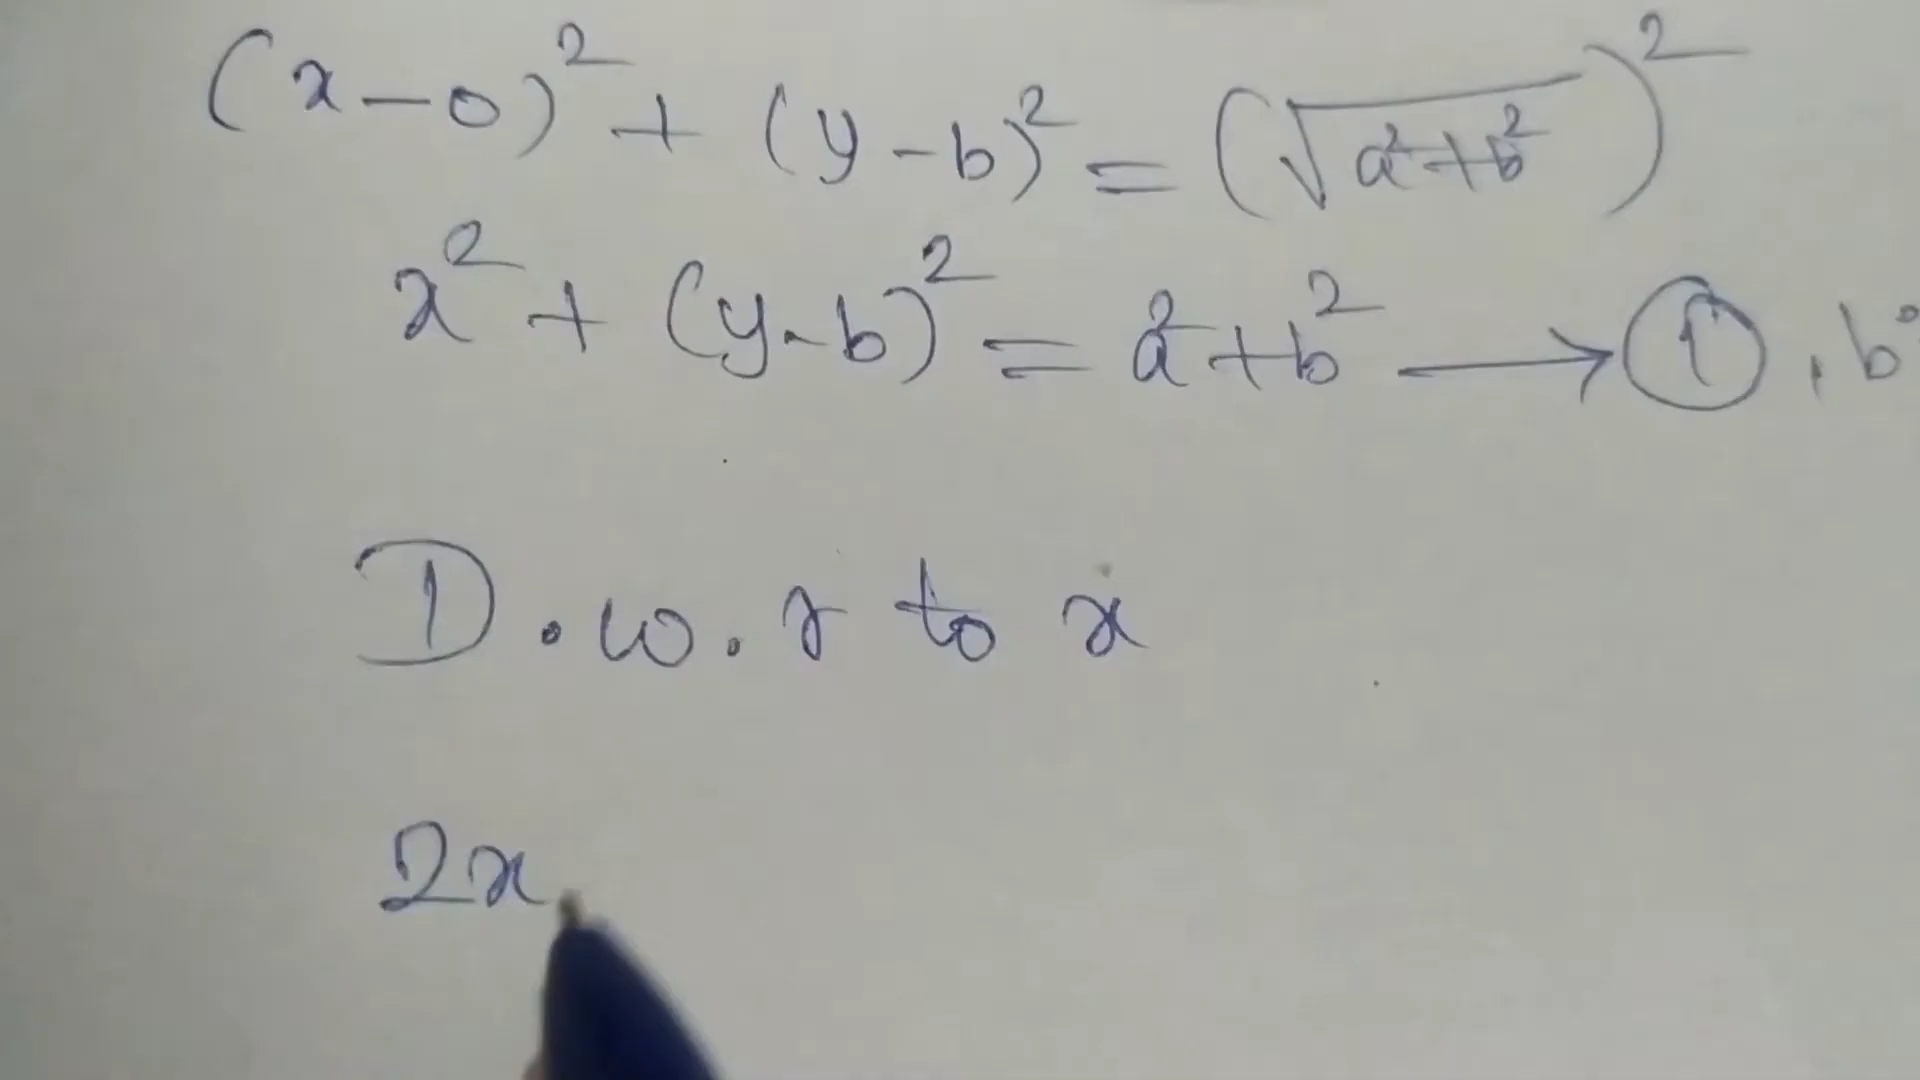 (x-0)² + (y-b)² = (√a²+b²)²
x² + (y-b)² = a²+b² → ①, b
D.w.r to x
2x